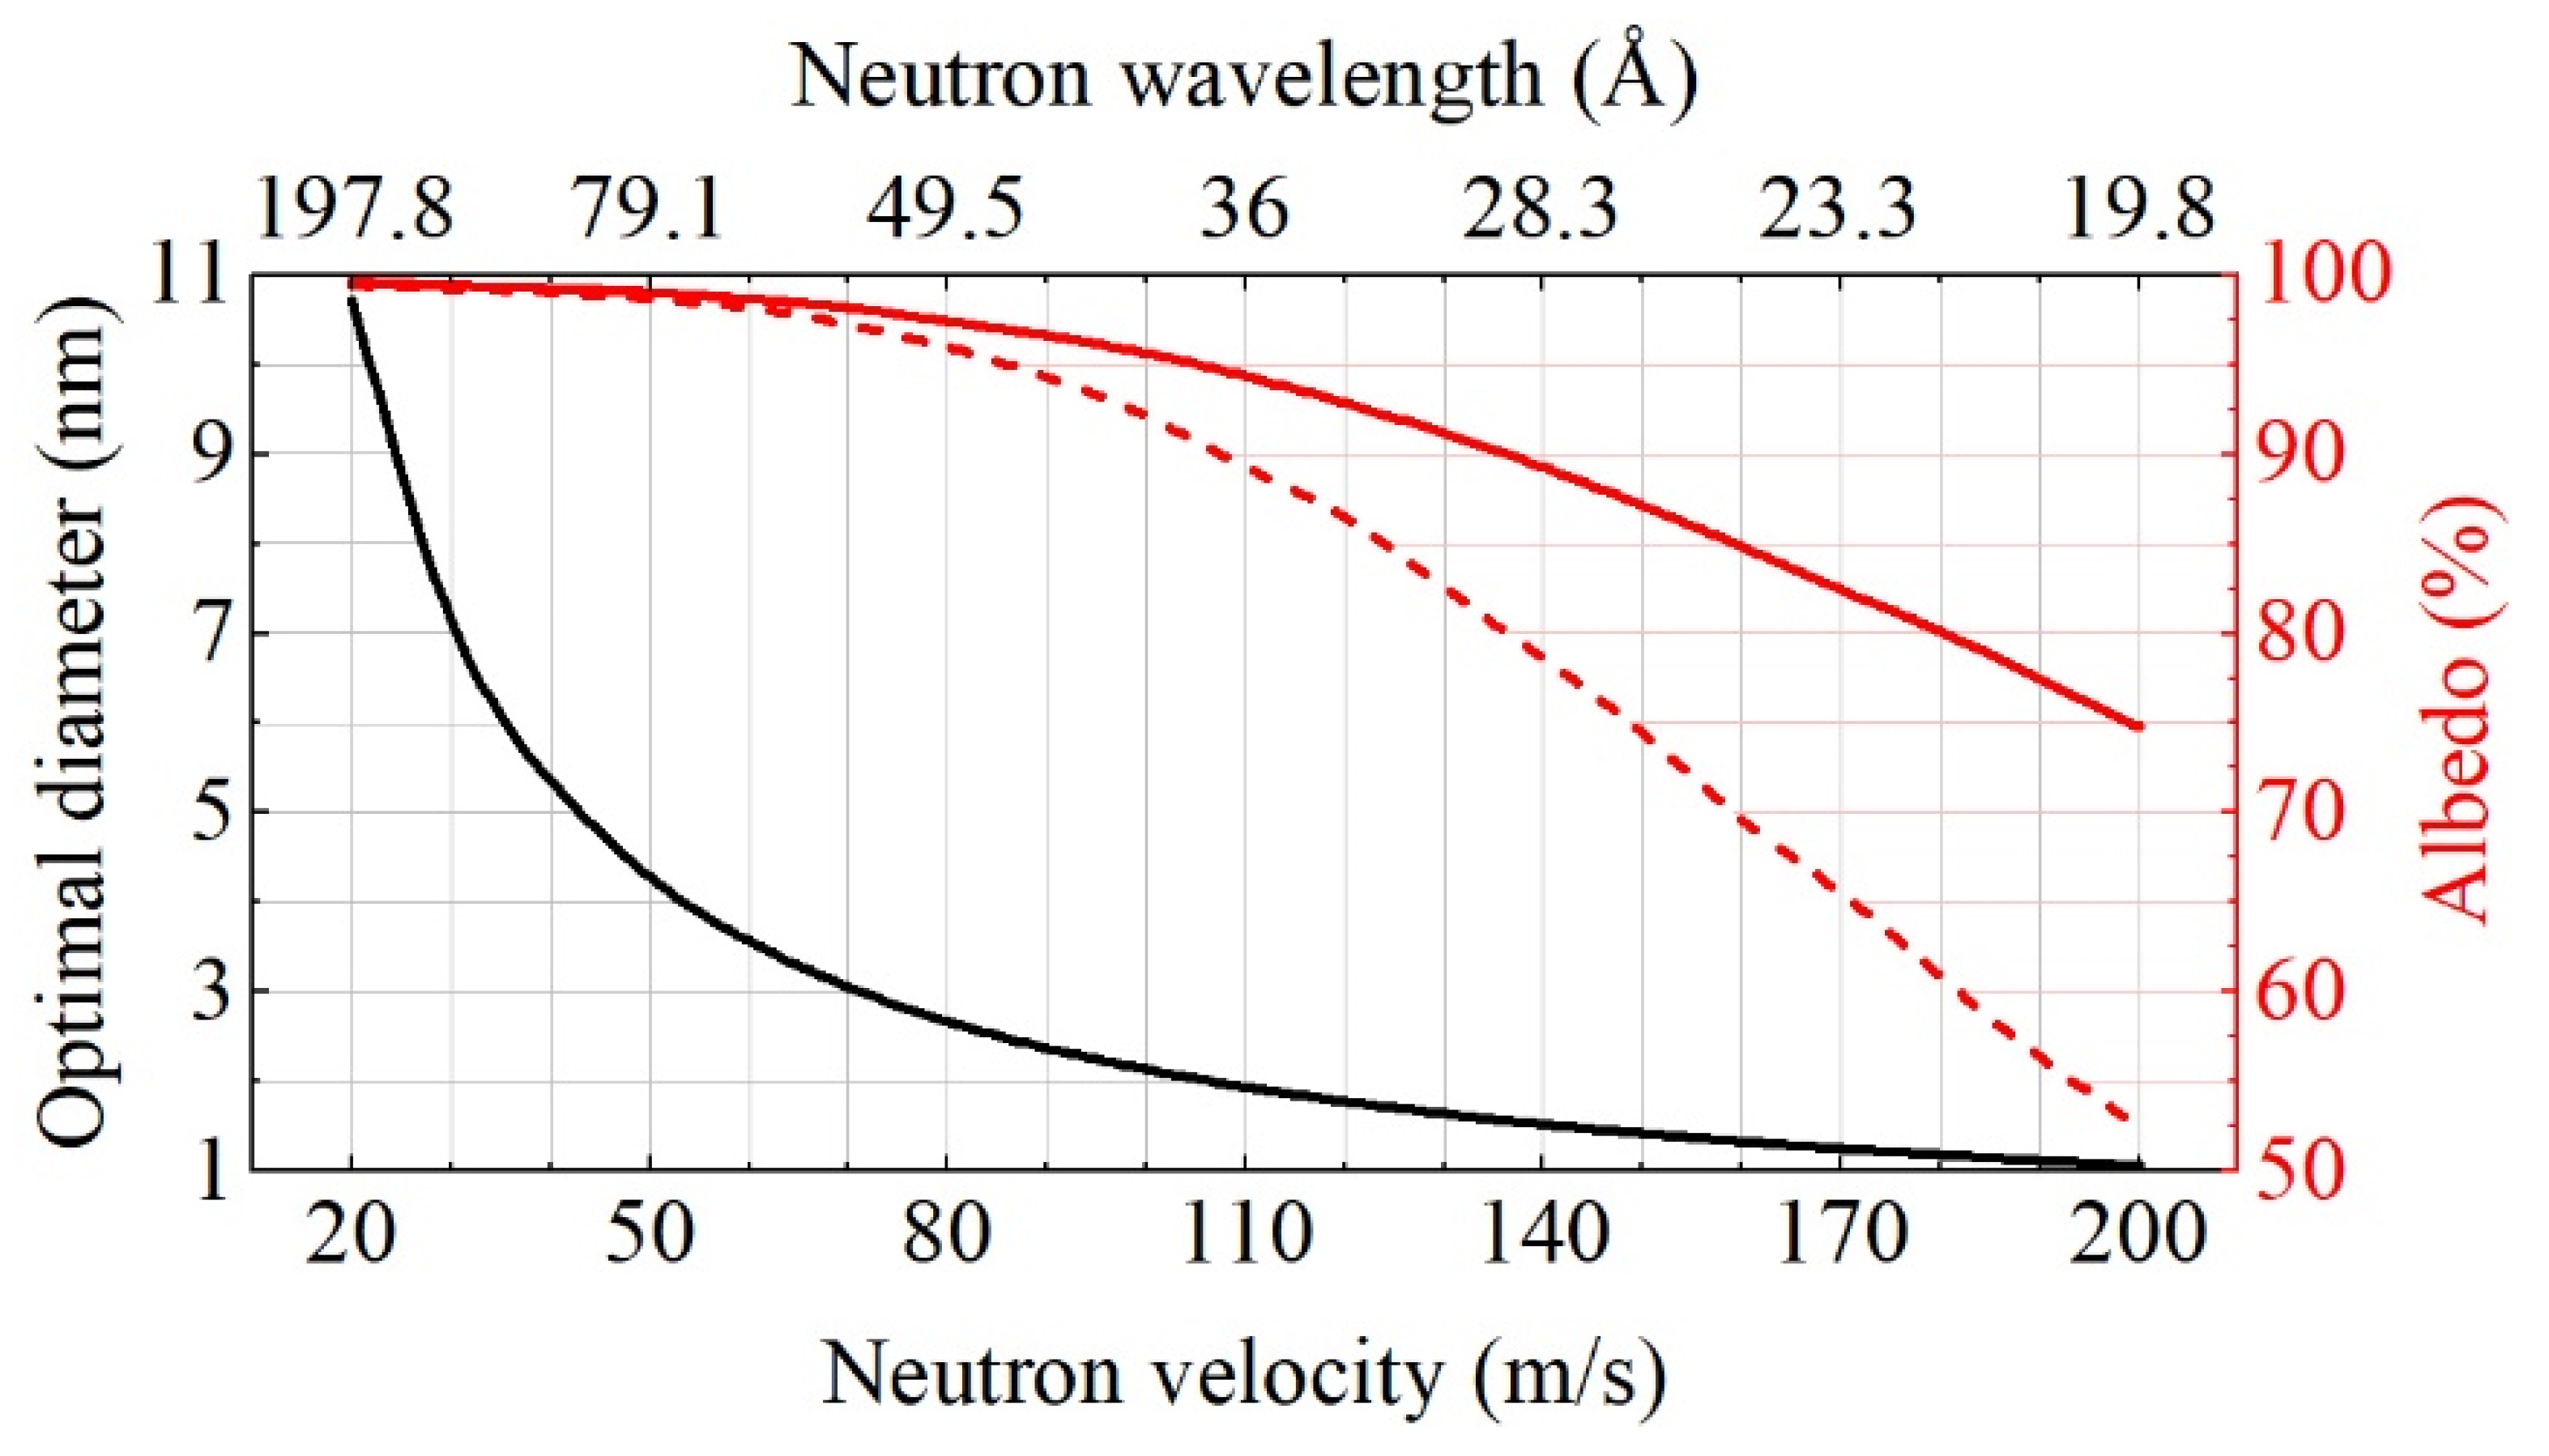 Neutron wavelength (Å)
197.8 79.1 49.5 36 28.3 23.3 19.8
11 100
9 90
7 80
5 70
3 60
1 50
Optimal diameter (nm)
Albedo (%)
20 50 80 110 140 170 200
Neutron velocity (m/s)